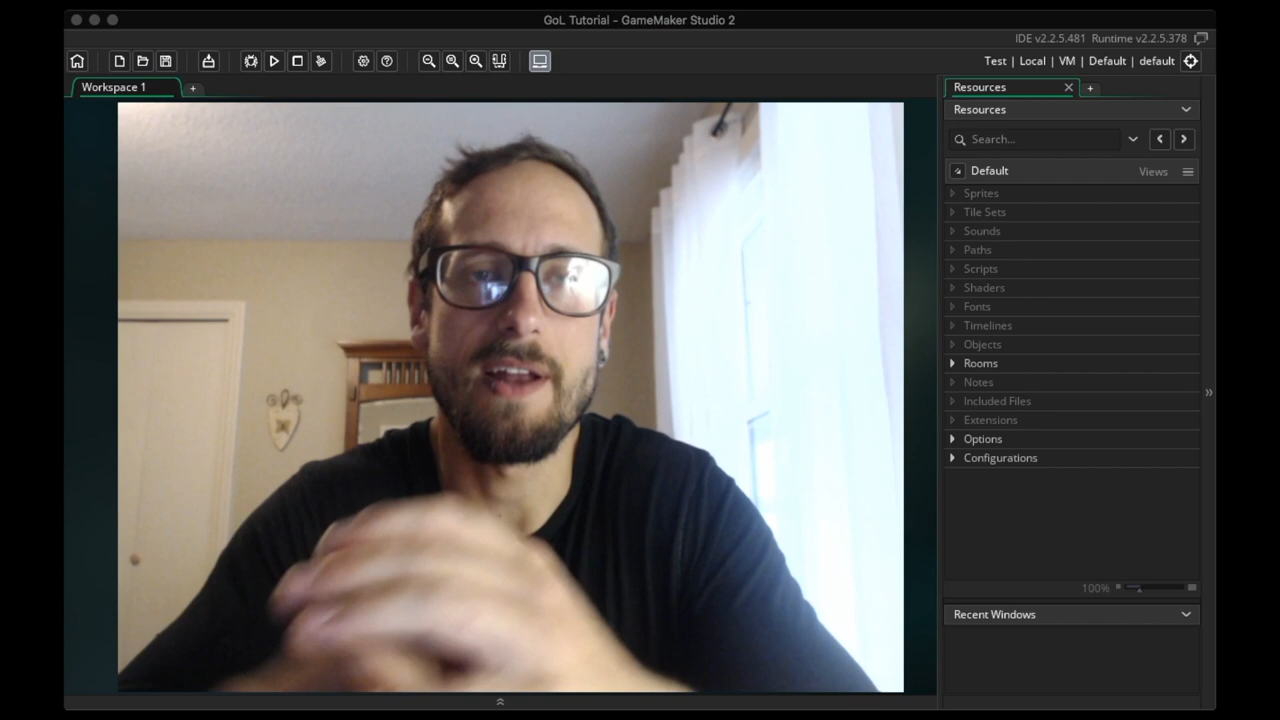 GoL Tutorial - GameMaker Studio 2
IDE v2.2.5.481 Runtime v2.2.5.378
Test | Local | VM | Default | default
Workspace 1
Resources
Resources
Search...
Default
Views
Sprites
Tile Sets
Sounds
Paths
Scripts
Shaders
Fonts
Timelines
Objects
Rooms
Notes
Included Files
Extensions
Options
Configurations
100%
Recent Windows